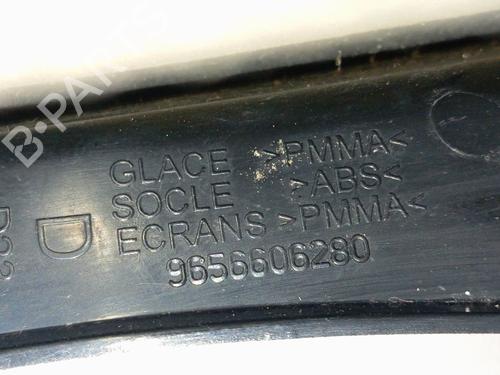 B-PARTS
GLACE >PMMA<
SOCLE >ABS<
ECRANS >PMMA<
9656606280
D